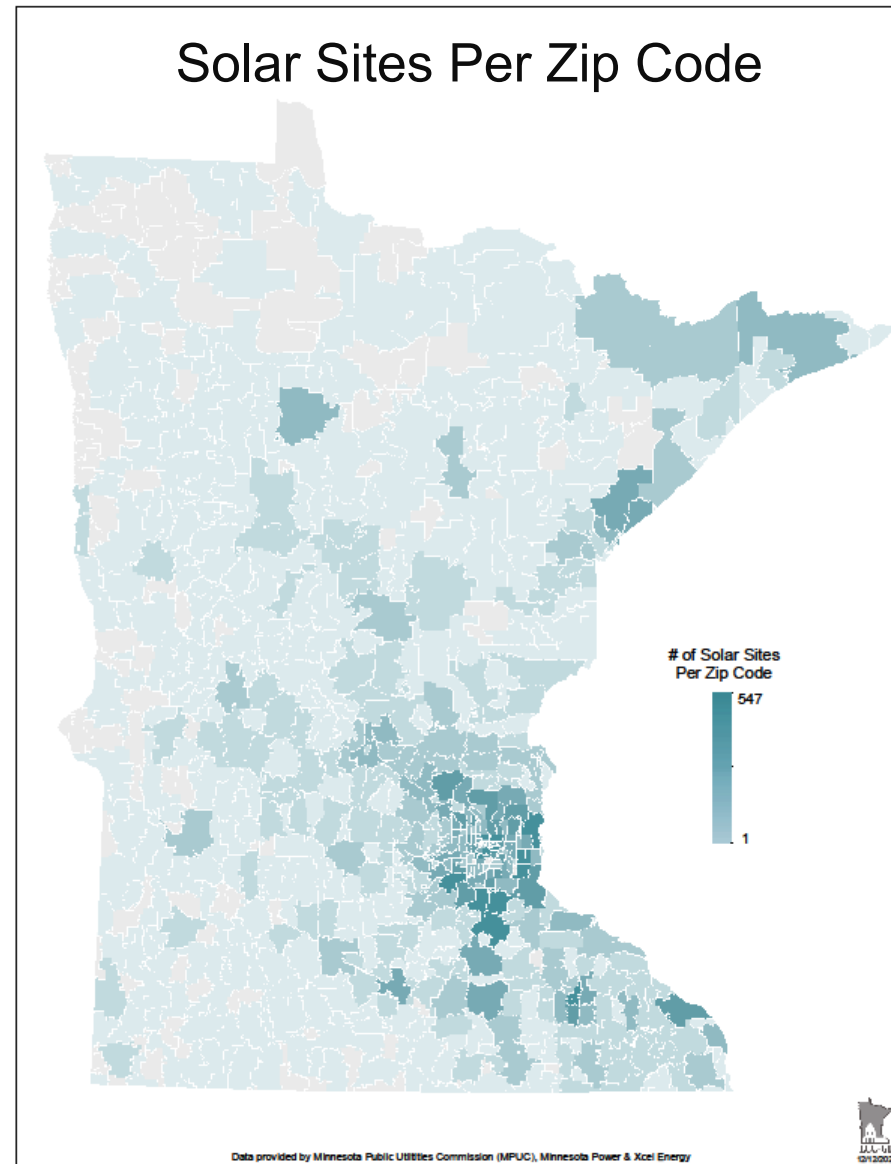 Solar Sites Per Zip Code
# of Solar Sites
Per Zip Code
547
1
Data provided by Minnesota Public Utilitites Commission (MPUC), Minnesota Power & Xcel Energy